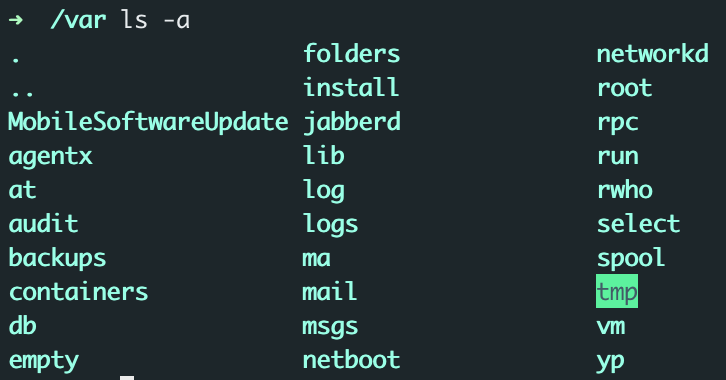 ➜  /var ls -a
.                    folders              networkd
..                   install              root
MobileSoftwareUpdate jabberd              rpc
agentx               lib                  run
at                   log                  rwho
audit                logs                 select
backups              ma                   spool
containers           mail                 tmp
db                   msgs                 vm
empty                netboot              yp